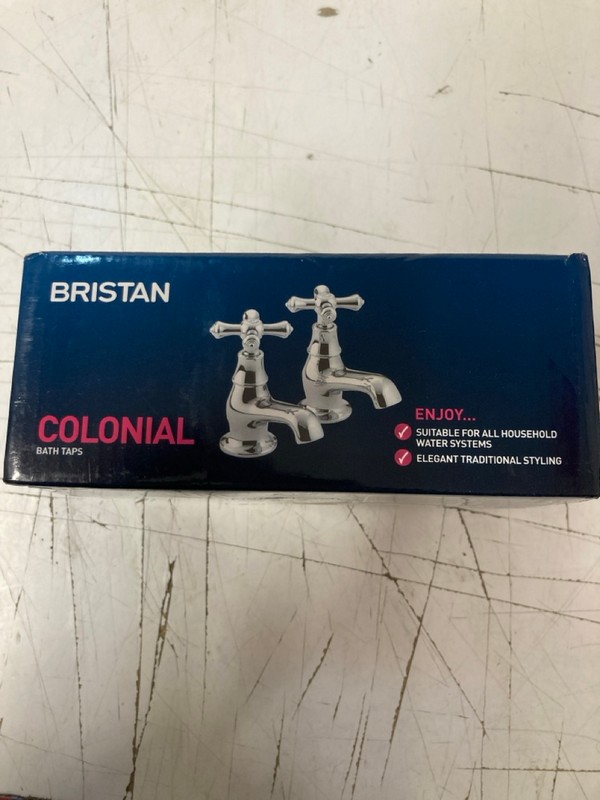 BRISTAN
COLONIAL
BATH TAPS
ENJOY...
SUITABLE FOR ALL HOUSEHOLD
WATER SYSTEMS
ELEGANT TRADITIONAL STYLING